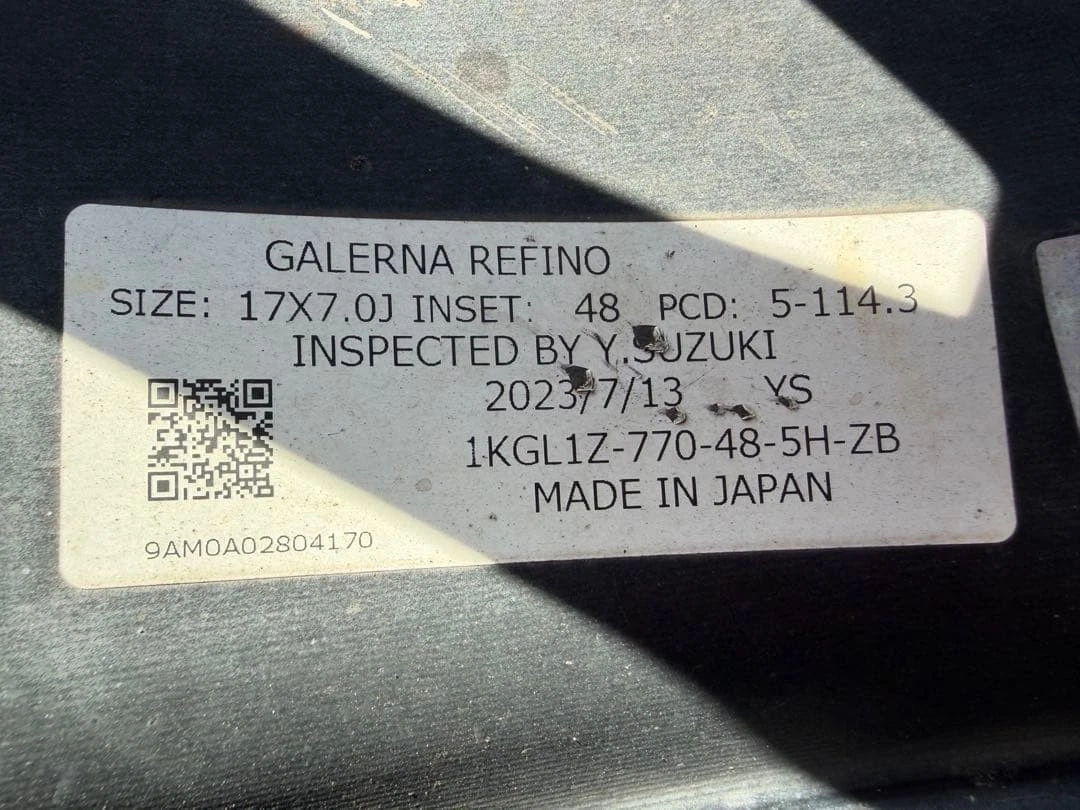 GALERNA REFINO
SIZE: 17X7.0J INSET: 48 PCD: 5-114.3
INSPECTED BY Y.SUZUKI
2023/7/13 YS
1KGL1Z-770-48-5H-ZB
MADE IN JAPAN
9AM0A02804170